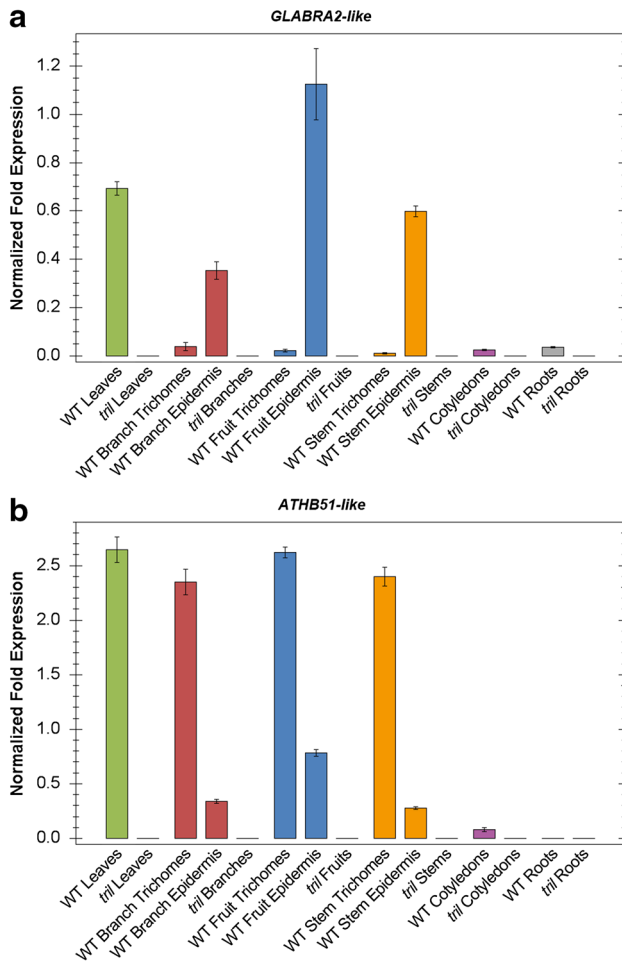 a
GLABRA2-like
Normalized Fold Expression
1.2
1.0
0.8
0.6
0.4
0.2
0.0
WT Leaves
tril Leaves
WT Branch Trichomes
WT Branch Epidermis
tril Branches
WT Fruit Trichomes
WT Fruit Epidermis
tril Fruits
WT Stem Trichomes
WT Stem Epidermis
tril Stems
WT Cotyledons
tril Cotyledons
WT Roots
tril Roots
b
ATHB51-like
Normalized Fold Expression
2.5
2.0
1.5
1.0
0.5
0.0
WT Leaves
tril Leaves
WT Branch Trichomes
WT Branch Epidermis
tril Branches
WT Fruit Trichomes
WT Fruit Epidermis
tril Fruits
WT Stem Trichomes
WT Stem Epidermis
tril Stems
WT Cotyledons
tril Cotyledons
WT Roots
tril Roots